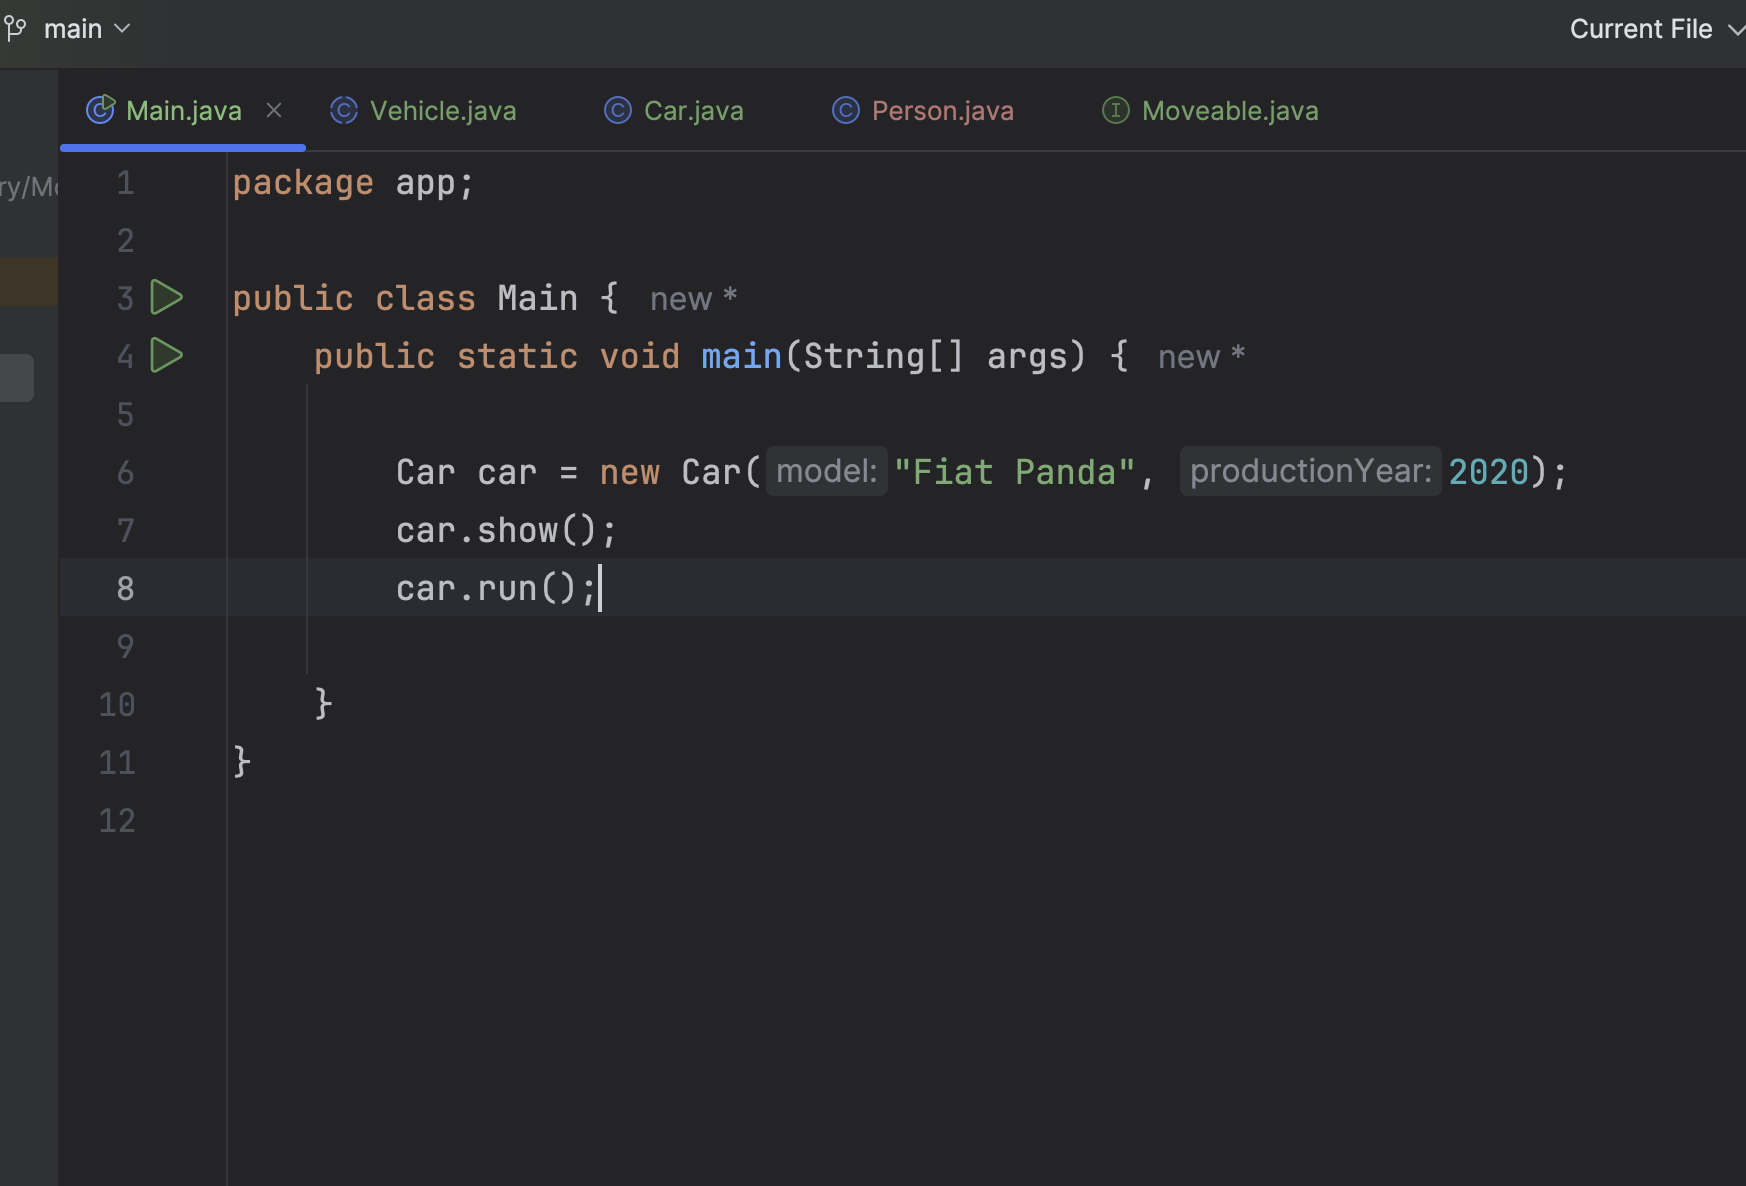 main
Current File
Main.java
Vehicle.java
Car.java
Person.java
Moveable.java
1 package app;
2
3 public class Main { new *
4 public static void main(String[] args) { new *
5
6 Car car = new Car( model: "Fiat Panda", productionYear: 2020);
7 car.show();
8 car.run();
9
10 }
11 }
12